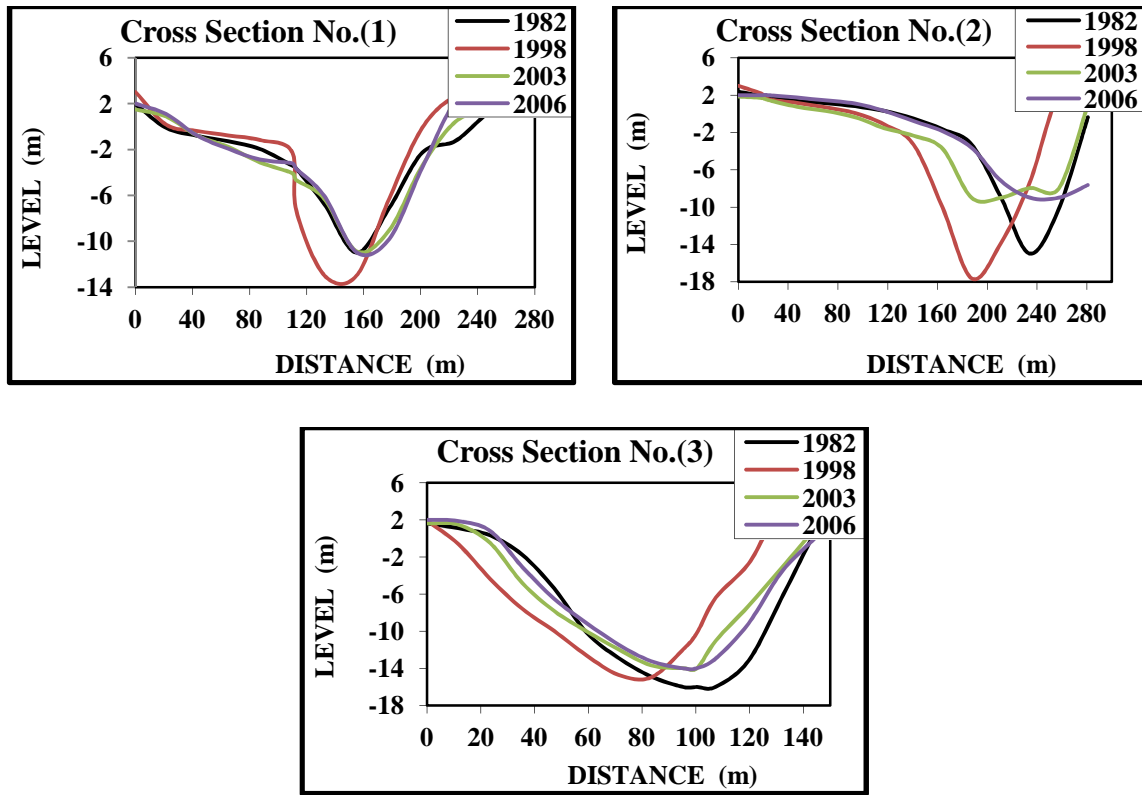 Cross Section No.(1)
1982
1998
2003
2006
6
2
-2
-6
-10
-14
0 40 80 120 160 200 240 280
LEVEL (m)
DISTANCE (m)
Cross Section No.(2)
1982
1998
2003
2006
6
2
-2
-6
-10
-14
-18
0 40 80 120 160 200 240 280
LEVEL (m)
DISTANCE (m)
Cross Section No.(3)
1982
1998
2003
2006
6
2
-2
-6
-10
-14
-18
0 20 40 60 80 100 120 140
LEVEL (m)
DISTANCE (m)